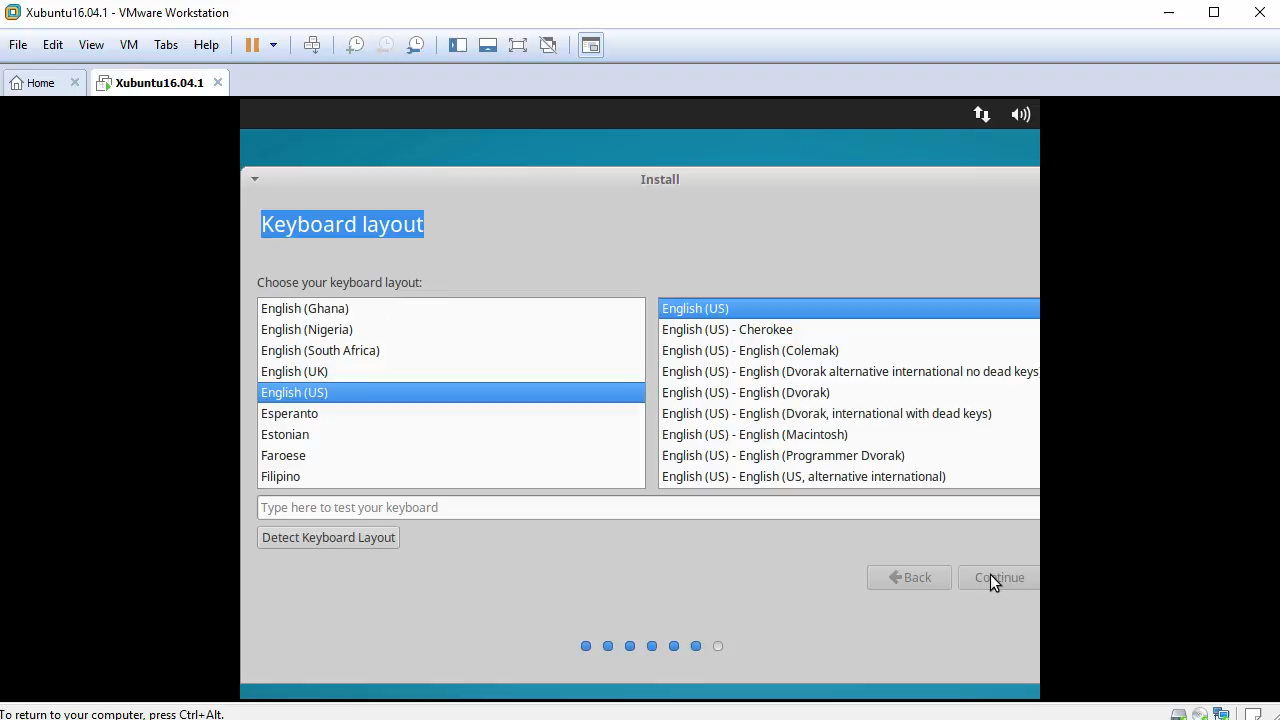 Xubuntu16.04.1 - VMware Workstation
File Edit View VM Tabs Help
Home Xubuntu16.04.1
Install
Keyboard layout
Choose your keyboard layout:
English (Ghana)
English (Nigeria)
English (South Africa)
English (UK)
English (US)
Esperanto
Estonian
Faroese
Filipino
English (US)
English (US) - Cherokee
English (US) - English (Colemak)
English (US) - English (Dvorak alternative international no dead keys
English (US) - English (Dvorak)
English (US) - English (Dvorak, international with dead keys)
English (US) - English (Macintosh)
English (US) - English (Programmer Dvorak)
English (US) - English (US, alternative international)
Type here to test your keyboard
Detect Keyboard Layout
Back Continue
To return to your computer, press Ctrl+Alt.